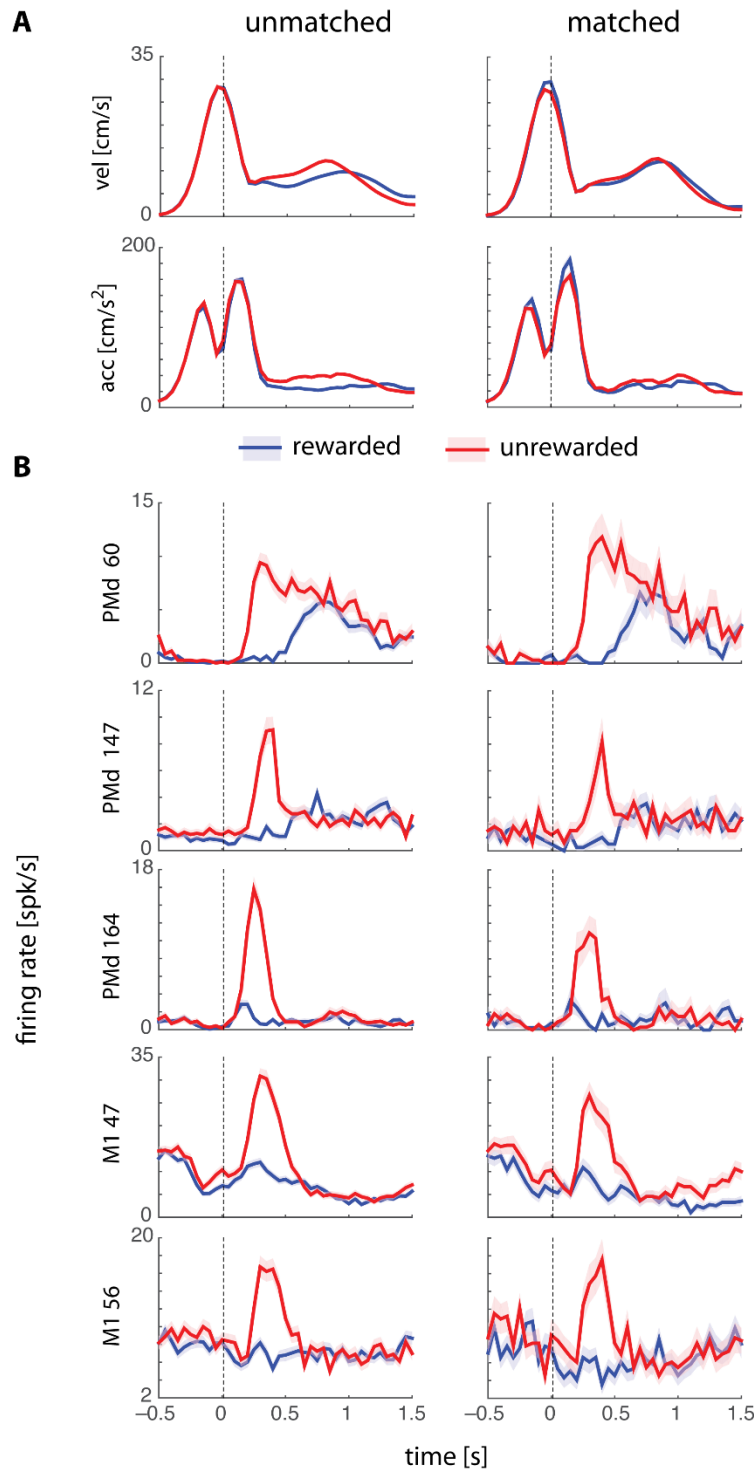 A
unmatched
matched
35
vel [cm/s]
0
200
acc [cm/s²]
0
rewarded
unrewarded
B
15
PMd 60
0
12
PMd 147
0
18
PMd 164
0
35
M1 47
0
20
M1 56
2
firing rate [spk/s]
−0.5 0 0.5 1 1.5
−0.5 0 0.5 1 1.5
time [s]